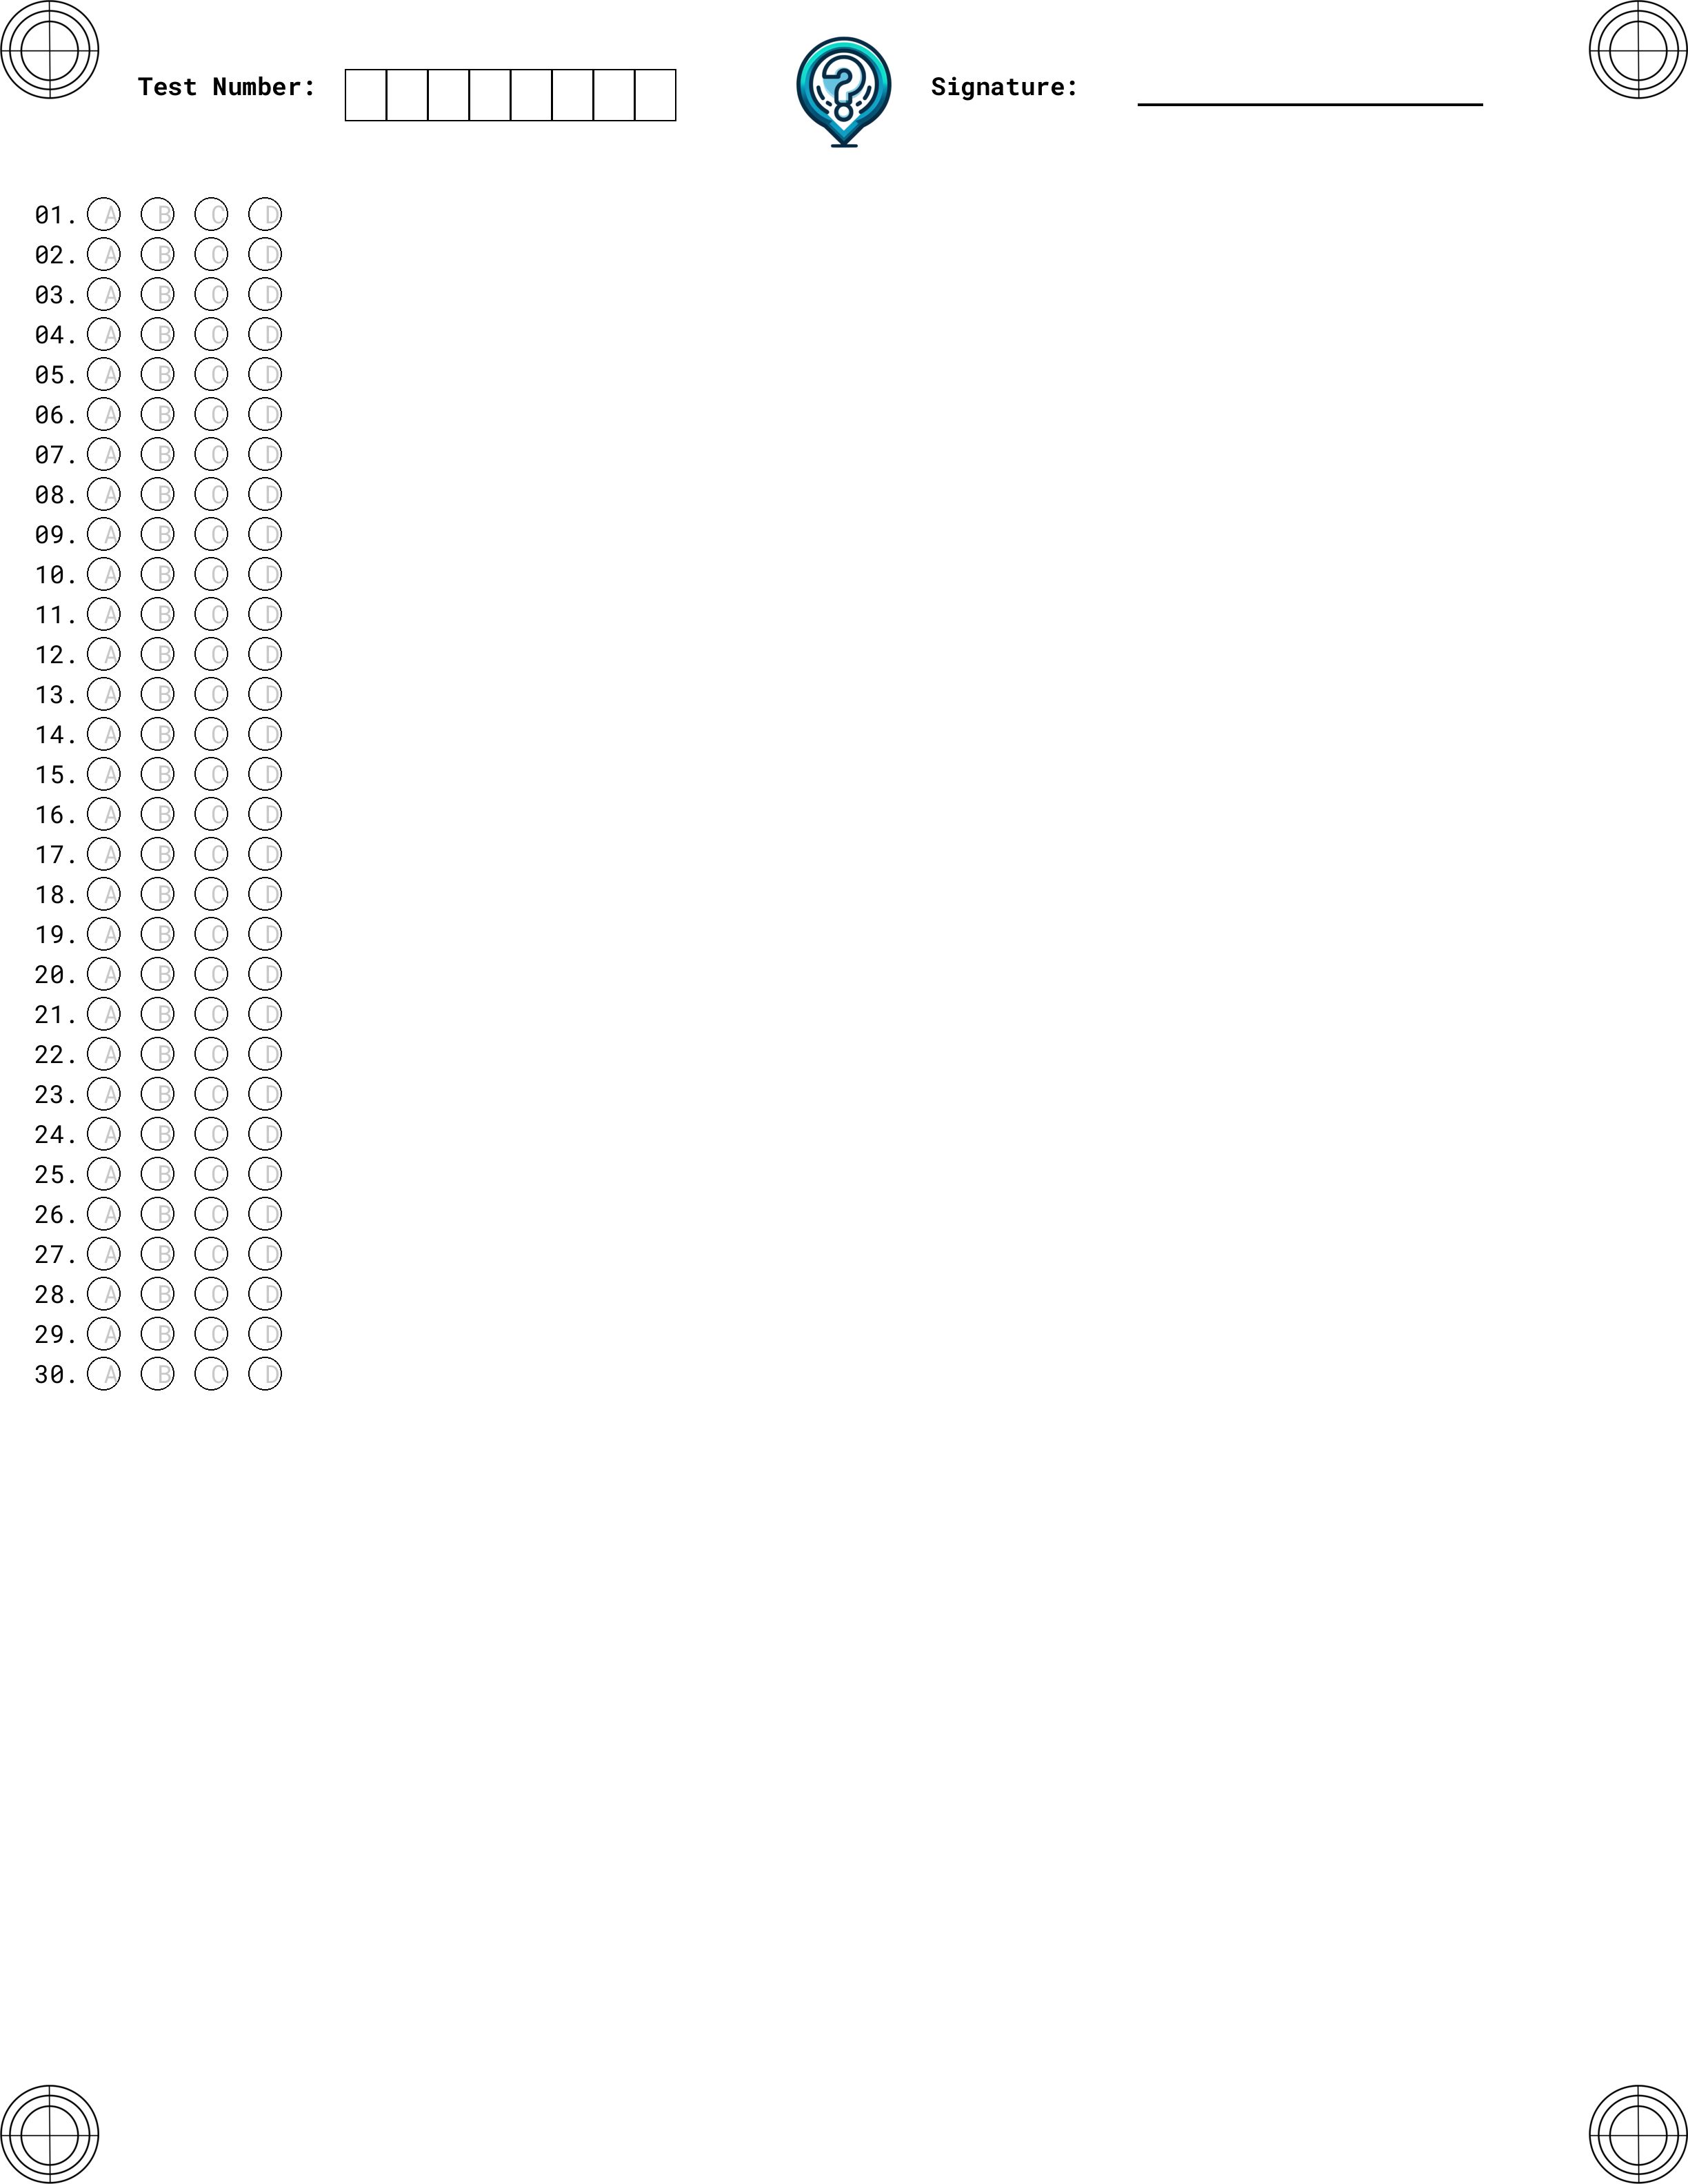 Test Number:
Signature:
01. A B C D
02. A B C D
03. A B C D
04. A B C D
05. A B C D
06. A B C D
07. A B C D
08. A B C D
09. A B C D
10. A B C D
11. A B C D
12. A B C D
13. A B C D
14. A B C D
15. A B C D
16. A B C D
17. A B C D
18. A B C D
19. A B C D
20. A B C D
21. A B C D
22. A B C D
23. A B C D
24. A B C D
25. A B C D
26. A B C D
27. A B C D
28. A B C D
29. A B C D
30. A B C D